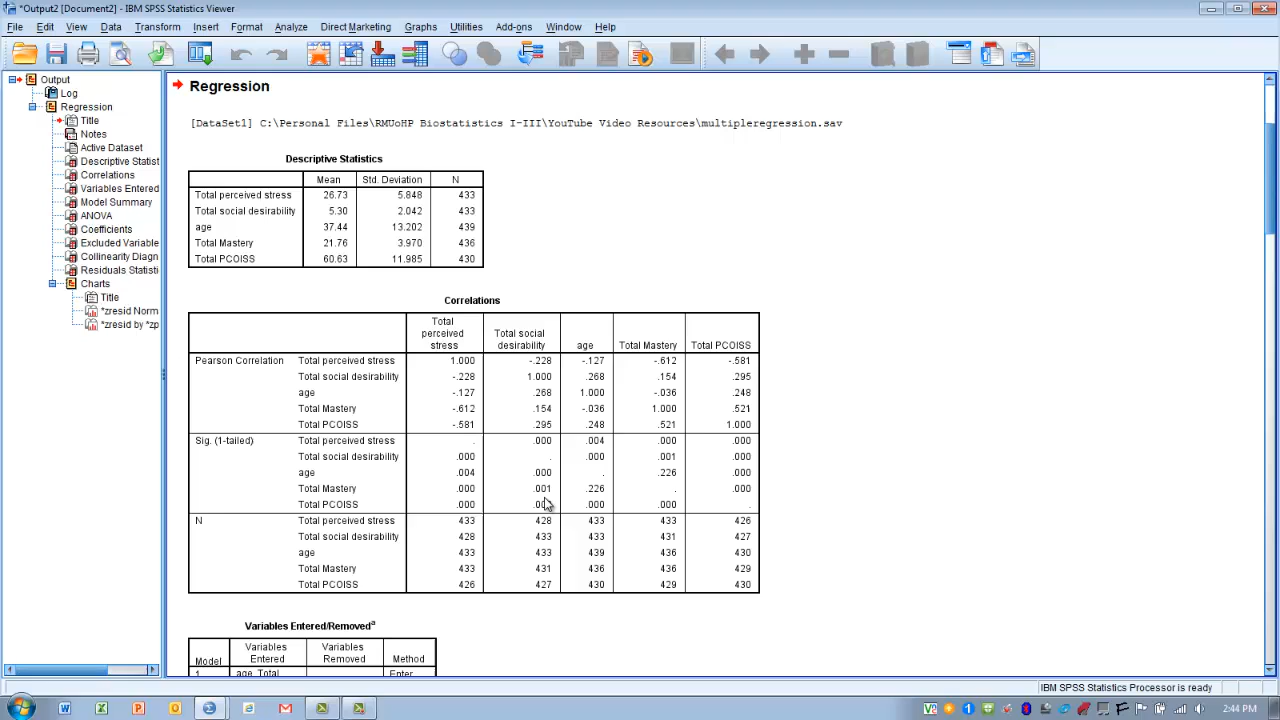 *Output2 [Document2] - IBM SPSS Statistics Viewer
File Edit View Data Transform Insert Format Analyze Direct Marketing Graphs Utilities Add-ons Window Help
Output
Log
Regression
Title
Notes
Active Dataset
Descriptive Statist
Correlations
Variables Entered
Model Summary
ANOVA
Coefficients
Excluded Variable
Collinearity Diagn
Residuals Statisti
Charts
Title
*zresid Norm
*zresid by *zp
Regression
[DataSet1] C:\Personal Files\RMUoHP Biostatistics I-III\YouTube Video Resources\multipleregression.sav
Descriptive Statistics
Mean Std. Deviation N
Total perceived stress 26.73 5.848 433
Total social desirability 5.30 2.042 433
age 37.44 13.202 439
Total Mastery 21.76 3.970 436
Total PCOISS 60.63 11.985 430
Correlations
Total perceived stress Total social desirability age Total Mastery Total PCOISS
Pearson Correlation Total perceived stress 1.000 -.228 -.127 -.612 -.581
Total social desirability -.228 1.000 .268 .154 .295
age -.127 .268 1.000 -.036 .248
Total Mastery -.612 .154 -.036 1.000 .521
Total PCOISS -.581 .295 .248 .521 1.000
Sig. (1-tailed) Total perceived stress . .000 .004 .000 .000
Total social desirability .000 . .000 .001 .000
age .004 .000 . .226 .000
Total Mastery .000 .001 .226 . .000
Total PCOISS .000 .000 .000 .
N Total perceived stress 433 428 433 433 426
Total social desirability 428 433 433 431 427
age 433 433 439 436 430
Total Mastery 433 431 436 436 429
Total PCOISS 426 427 430 429 430
Variables Entered/Removeda
Model Variables Entered Variables Removed Method
1 age, Total Enter
IBM SPSS Statistics Processor is ready
2:44 PM